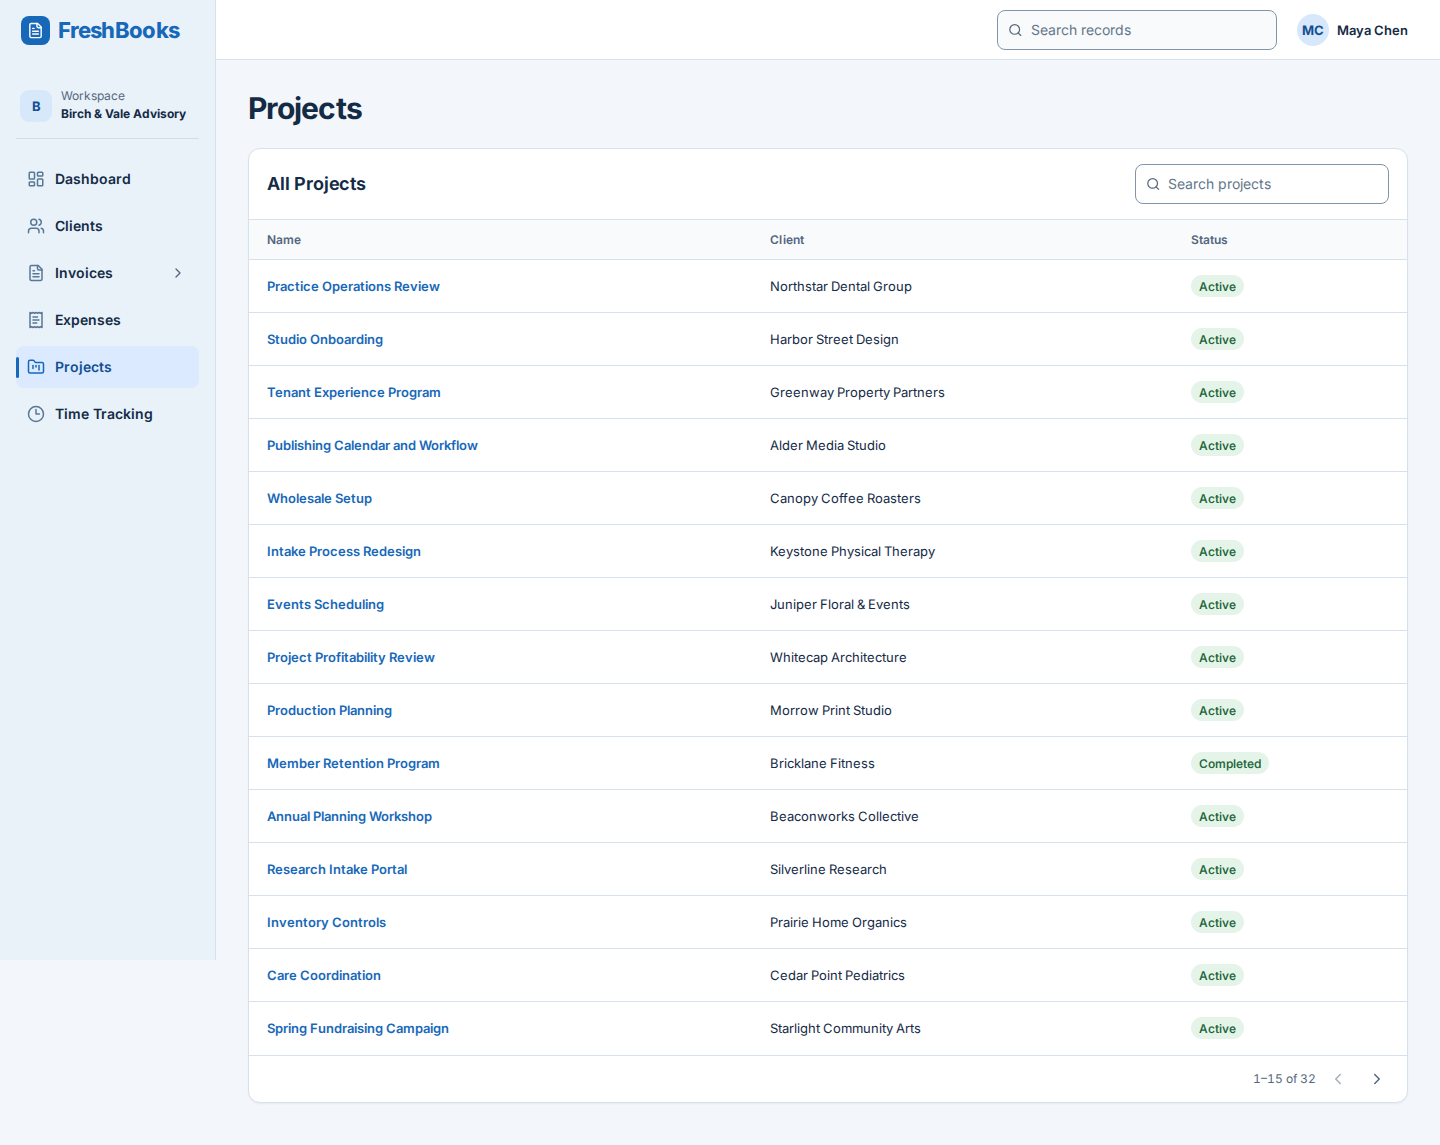 FreshBooks
Search records
MC
Maya Chen
B
Workspace
Birch & Vale Advisory
Dashboard
Clients
Invoices
Expenses
Projects
Time Tracking
Projects
All Projects
Search projects
Name Client Status
Practice Operations Review Northstar Dental Group Active
Studio Onboarding Harbor Street Design Active
Tenant Experience Program Greenway Property Partners Active
Publishing Calendar and Workflow Alder Media Studio Active
Wholesale Setup Canopy Coffee Roasters Active
Intake Process Redesign Keystone Physical Therapy Active
Events Scheduling Juniper Floral & Events Active
Project Profitability Review Whitecap Architecture Active
Production Planning Morrow Print Studio Active
Member Retention Program Bricklane Fitness Completed
Annual Planning Workshop Beaconworks Collective Active
Research Intake Portal Silverline Research Active
Inventory Controls Prairie Home Organics Active
Care Coordination Cedar Point Pediatrics Active
Spring Fundraising Campaign Starlight Community Arts Active
1–15 of 32